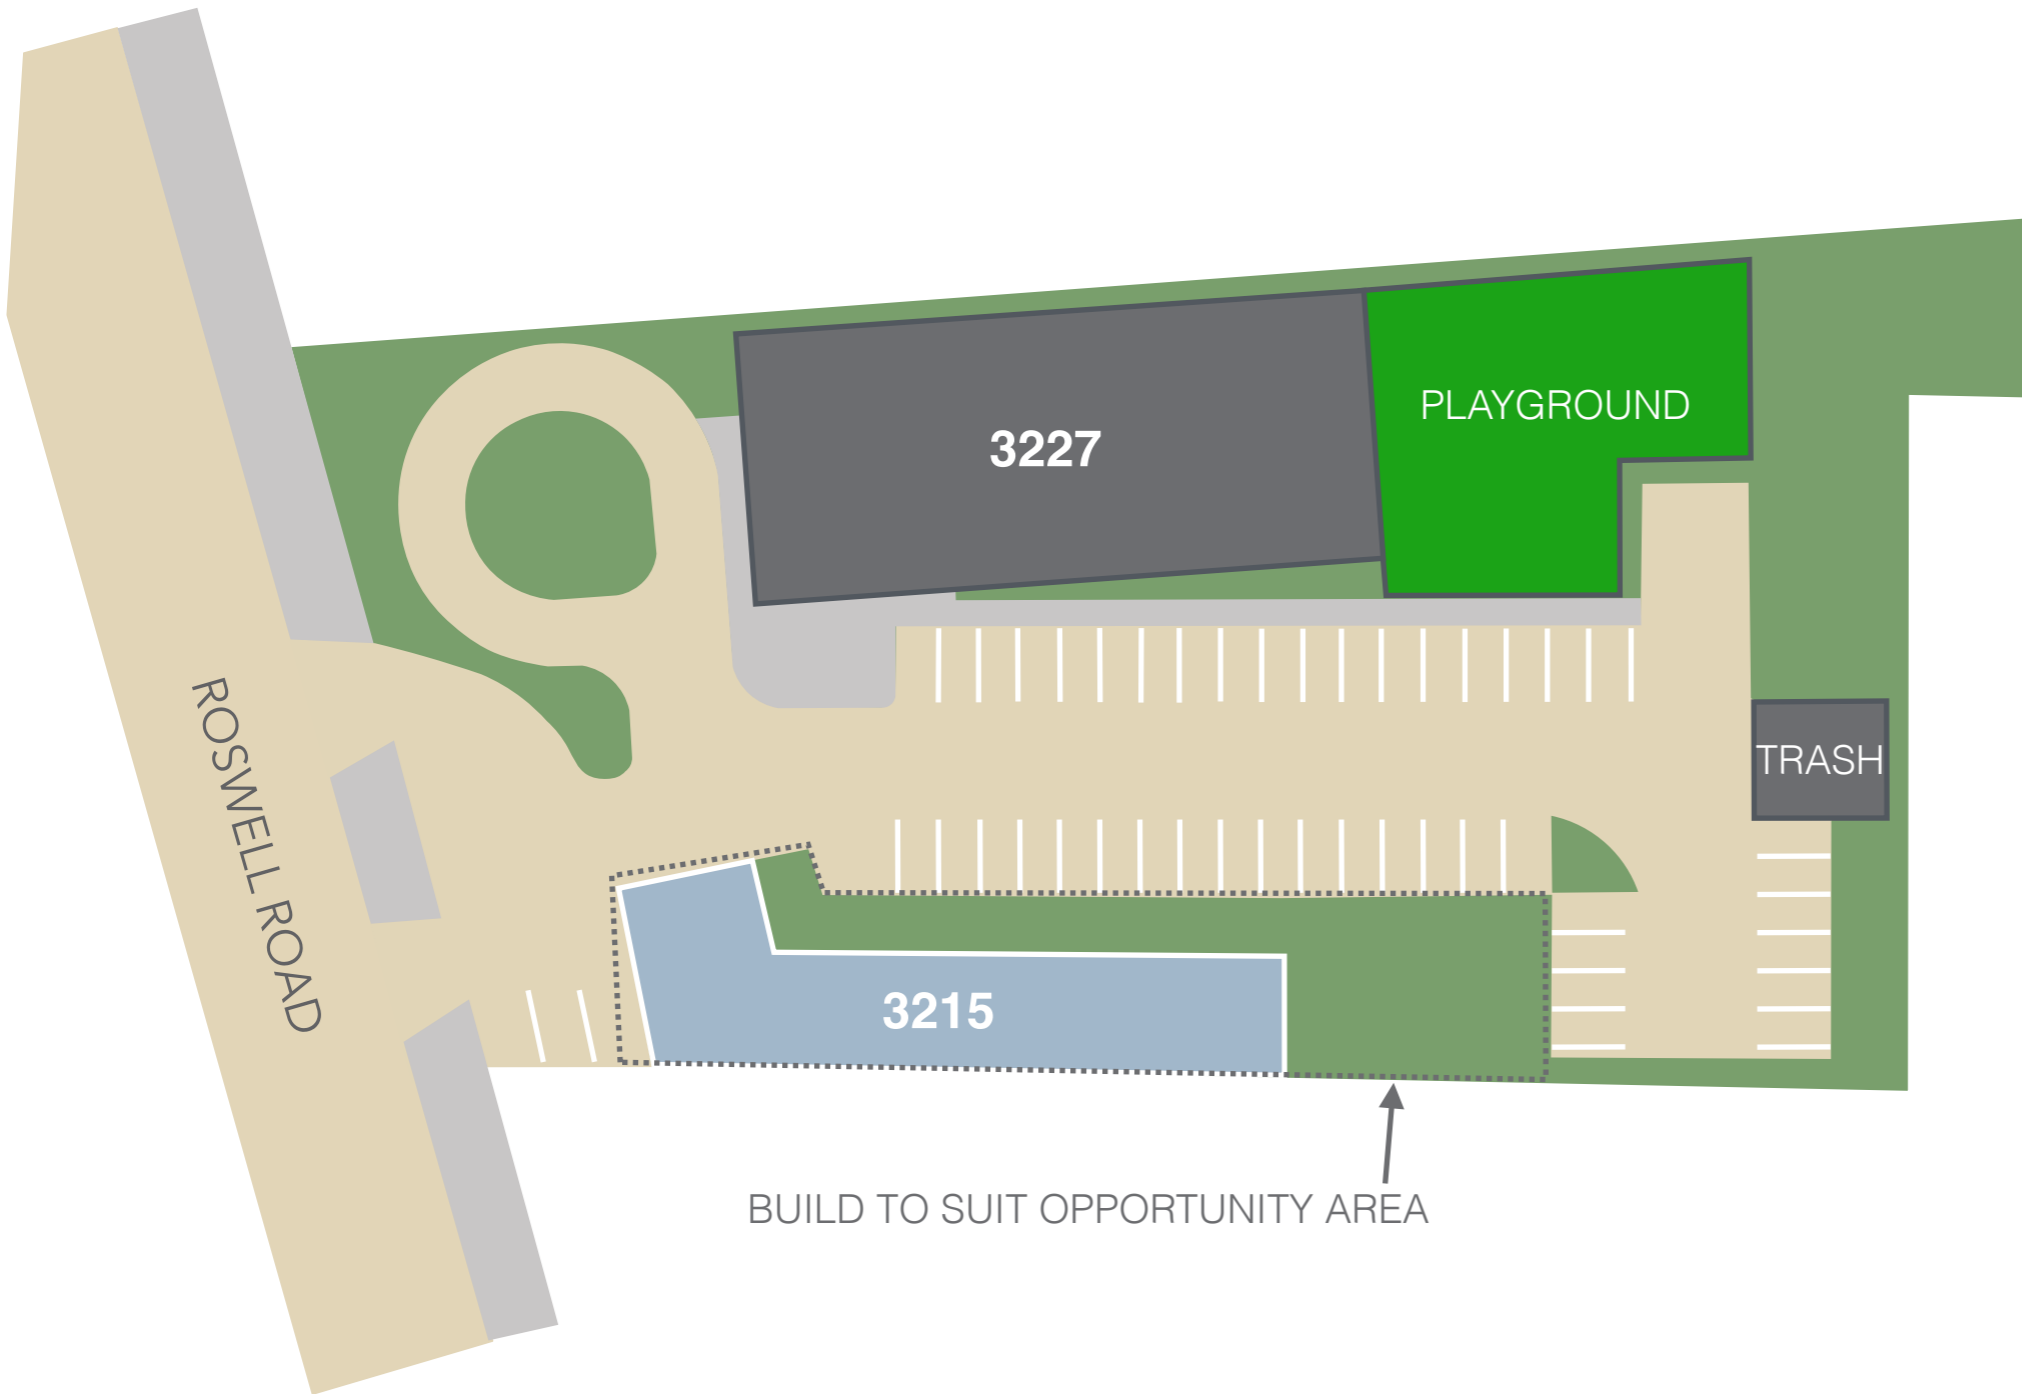 PLAYGROUND
3227
ROSWELL ROAD
TRASH
3215
BUILD TO SUIT OPPORTUNITY AREA